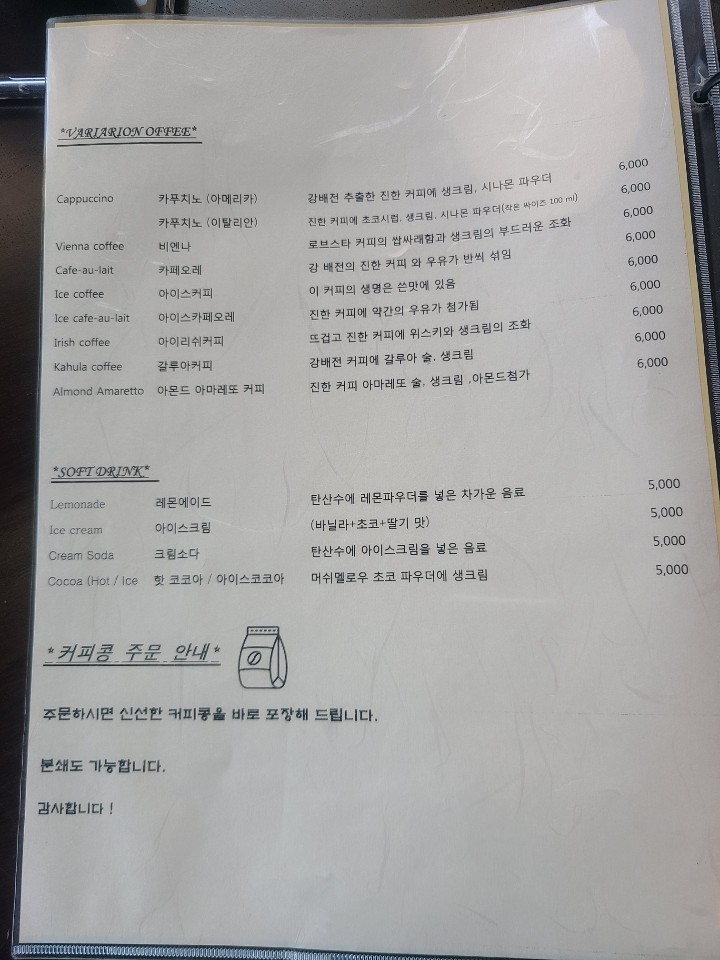 *VARIARION OFFEE*
Cappuccino 카푸치노 (아메리카) 강배전 추출한 진한 커피에 생크림, 시나몬 파우더 6,000
카푸치노 (이탈리안) 진한 커피에 초코시럽, 생크림, 시나몬 파우더(작은 싸이즈 100 ml) 6,000
Vienna coffee 비엔나 로브스타 커피의 쌉싸래함과 생크림의 부드러운 조화 6,000
Cafe-au-lait 카페오레 강 배전의 진한 커피 와 우유가 반씩 섞임 6,000
Ice coffee 아이스커피 이 커피의 생명은 쓴맛에 있음 6,000
Ice cafe-au-lait 아이스카페오레 진한 커피에 약간의 우유가 첨가됨 6,000
Irish coffee 아이리쉬커피 뜨겁고 진한 커피에 위스키와 생크림의 조화 6,000
Kahula coffee 갈루아커피 강배전 커피에 갈루아 술, 생크림 6,000
Almond Amaretto 아몬드 아마레또 커피 진한 커피 아마레또 술, 생크림 ,아몬드첨가 6,000
*SOFT DRINK*
Lemonade 레몬에이드 탄산수에 레몬파우더를 넣은 차가운 음료 5,000
Ice cream 아이스크림 (바닐라+초코+딸기 맛) 5,000
Cream Soda 크림소다 탄산수에 아이스크림을 넣은 음료 5,000
Cocoa (Hot / Ice 핫 코코아 / 아이스코코아 머쉬멜로우 초코 파우더에 생크림 5,000
*커피콩 주문 안내*
주문하시면 신선한 커피콩을 바로 포장해 드립니다.
분쇄도 가능합니다.
감사합니다 !